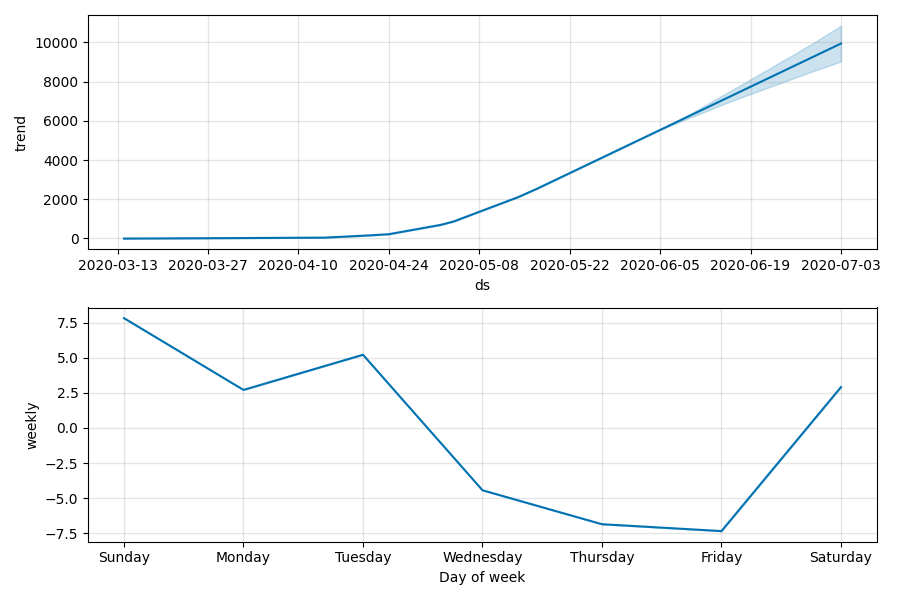 10000
8000
6000
4000
2000
0
trend
2020-03-13 2020-03-27 2020-04-10 2020-04-24 2020-05-08 2020-05-22 2020-06-05 2020-06-19 2020-07-03
ds
7.5
5.0
2.5
0.0
−2.5
−5.0
−7.5
weekly
Sunday Monday Tuesday Wednesday Thursday Friday Saturday
Day of week